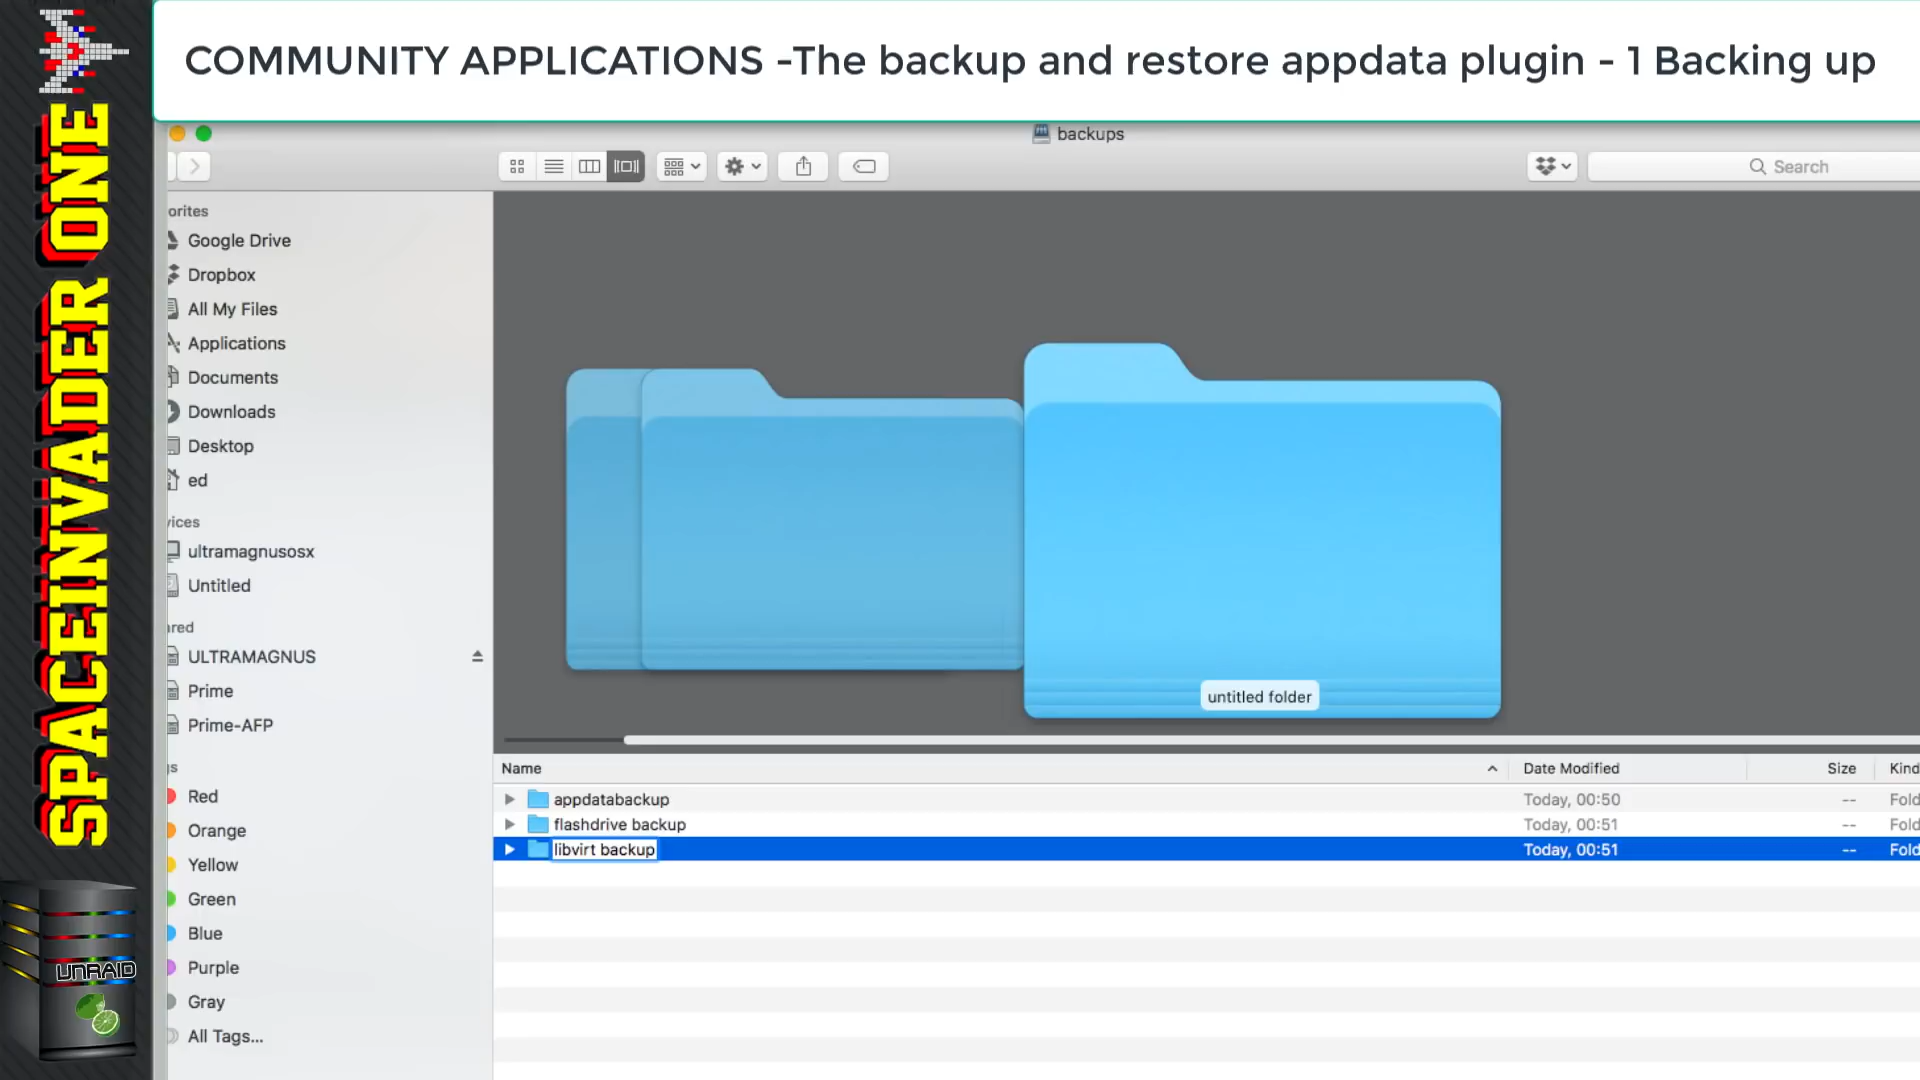 SPACEINVADER ONE
UNRAID
COMMUNITY APPLICATIONS -The backup and restore appdata plugin - 1 Backing up
backups
Search
orites
Google Drive
Dropbox
All My Files
Applications
Documents
Downloads
Desktop
ed
vices
ultramagnusosx
Untitled
ared
ULTRAMAGNUS
Prime
Prime-AFP
gs
Red
Orange
Yellow
Green
Blue
Purple
Gray
All Tags...
untitled folder
Name Date Modified Size Kind
appdatabackup Today, 00:50 -- Fold
flashdrive backup Today, 00:51 -- Fold
libvirt backup Today, 00:51 -- Fold